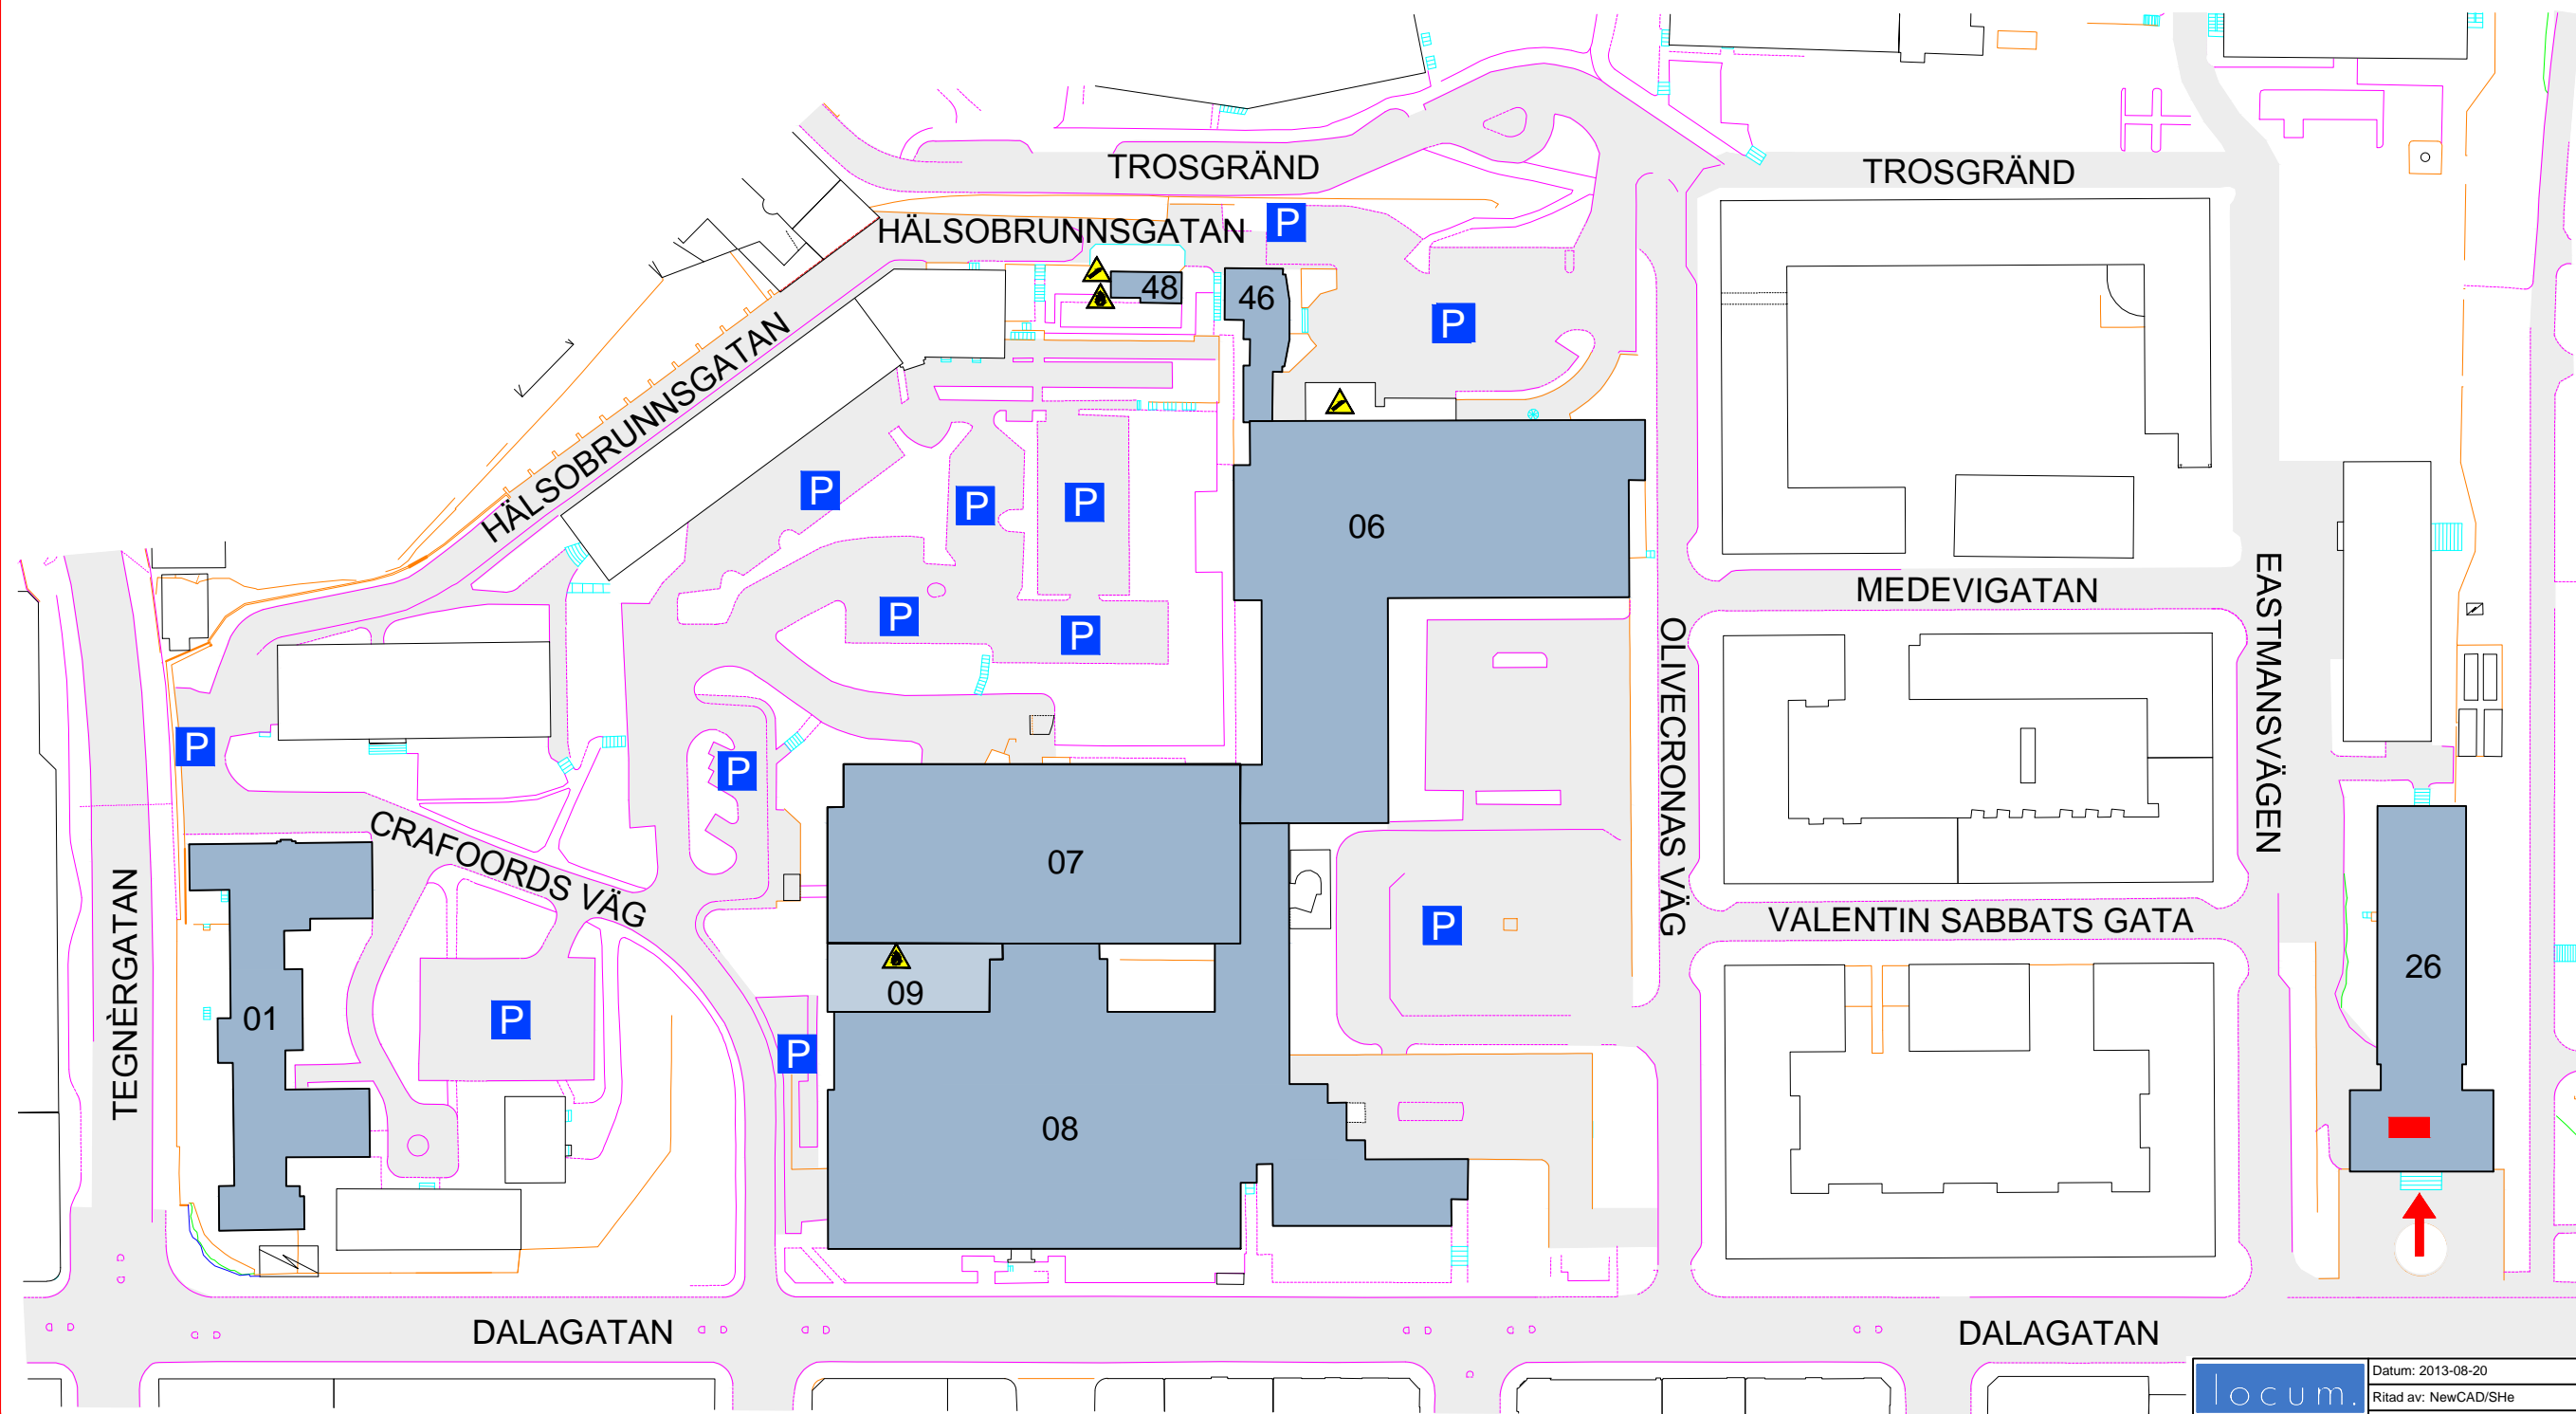 TROSGRÄND
TROSGRÄND
HÄLSOBRUNNSGATAN
P
48
46
P
HÄLSOBRUNNSGATAN
P
P
P
06
MEDEVIGATAN
EASTMANSVÄGEN
P
P
OLIVECRONAS VÄG
P
P
CRAFOORDS VÄG
07
TEGNÈRGATAN
P
VALENTIN SABBATS GATA
26
09
01
P
P
08
DALAGATAN
DALAGATAN
locum.
Datum: 2013-08-20
Ritad av: NewCAD/SHe